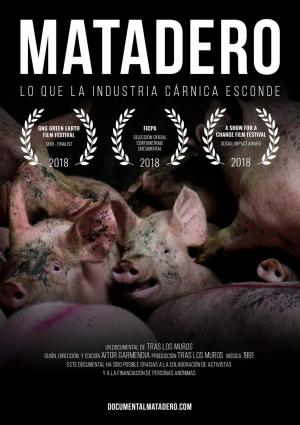 MATADERO
LO QUE LA INDUSTRIA CÁRNICA ESCONDE
GNG GREEN EARTH
FILM FESTIVAL
SEMI - FINALIST
2018
FICPA
SELECCIÓN OFICIAL
CORTOMETRAJE
DOCUMENTAL
2018
A SHOW FOR A
CHANGE FILM FESTIVAL
SOCIAL IMPACT AWARD
2018
UN DOCUMENTAL DE TRAS LOS MUROS
GUIÓN, DIRECCIÓN, Y EDICIÓN AITOR GARMENDIA PRODUCCIÓN TRAS LOS MUROS MÚSICA 1991
ESTE DOCUMENTAL HA SIDO POSIBLE GRACIAS A LA COLABORACIÓN DE ACTIVISTAS
Y A LA FINANCIACIÓN DE PERSONAS ANÓNIMAS.
DOCUMENTALMATADERO.COM